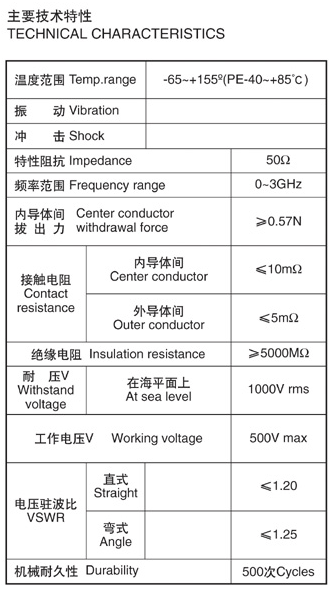 主要技术特性
TECHNICAL CHARACTERISTICS
温度范围 Temp.range -65~+155º(PE-40~+85℃)
振 动 Vibration
冲 击 Shock
特性阻抗 Impedance 50Ω
频率范围 Frequency range 0~3GHz
内导体间 Center conductor
拔 出 力 withdrawal force
⩾0.57N
接触电阻
Contact
resistance
内导体间
Center conductor
⩽10mΩ
外导体间
Outer conductor
⩽5mΩ
绝缘电阻 Insulation resistance ⩾5000MΩ
耐 压V
Withstand
voltage
在海平面上
At sea level
1000V rms
工作电压V Working voltage 500V max
电压驻波比
VSWR
直式
Straight
⩽1.20
弯式
Angle
⩽1.25
机械耐久性 Durability 500次Cycles